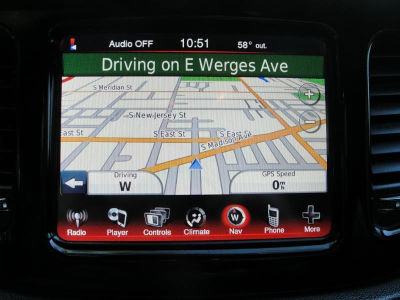 Audio OFF 10:51 58° out.
Driving on E Werges Ave
S Meridian St
S New Jersey St
S East St S East St
S Madison Ave
Driving
W
GPS Speed
0
W
Radio Player Controls Climate Nav Phone More